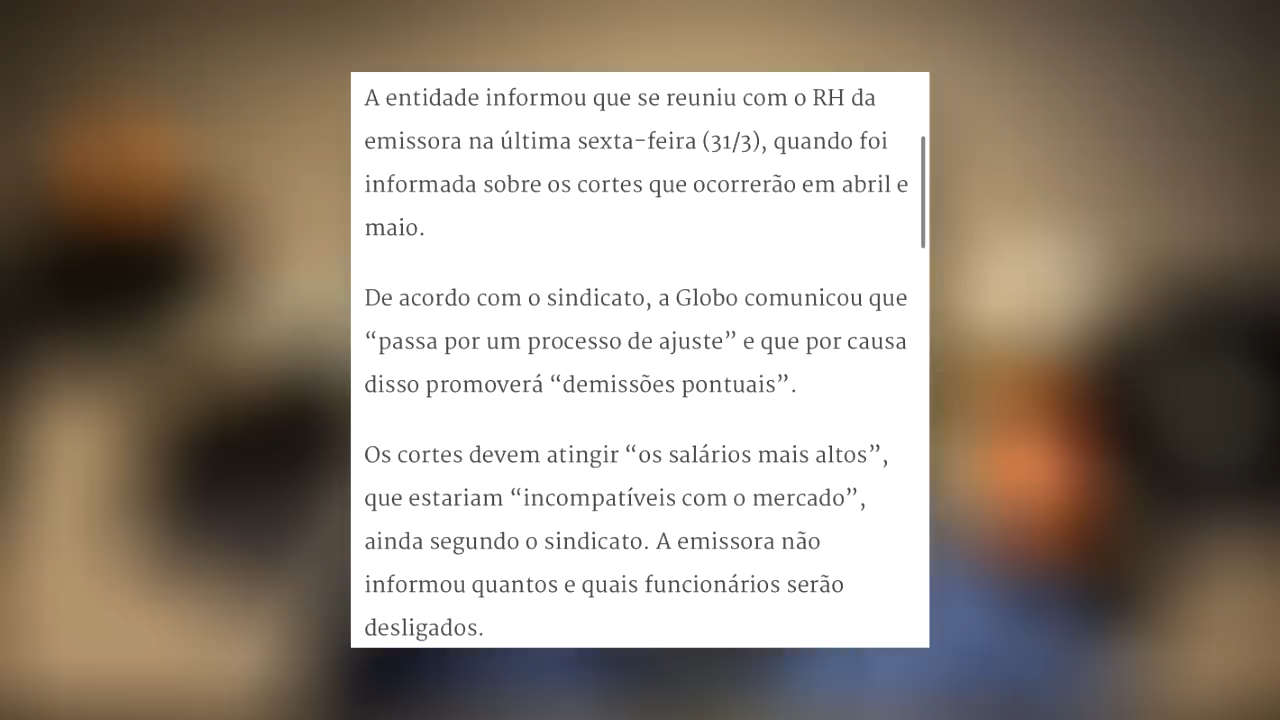 A entidade informou que se reuniu com o RH da
emissora na última sexta-feira (31/3), quando foi
informada sobre os cortes que ocorrerão em abril e
maio.
De acordo com o sindicato, a Globo comunicou que
“passa por um processo de ajuste” e que por causa
disso promoverá “demissões pontuais”.
Os cortes devem atingir “os salários mais altos”,
que estariam “incompatíveis com o mercado”,
ainda segundo o sindicato. A emissora não
informou quantos e quais funcionários serão
desligados.